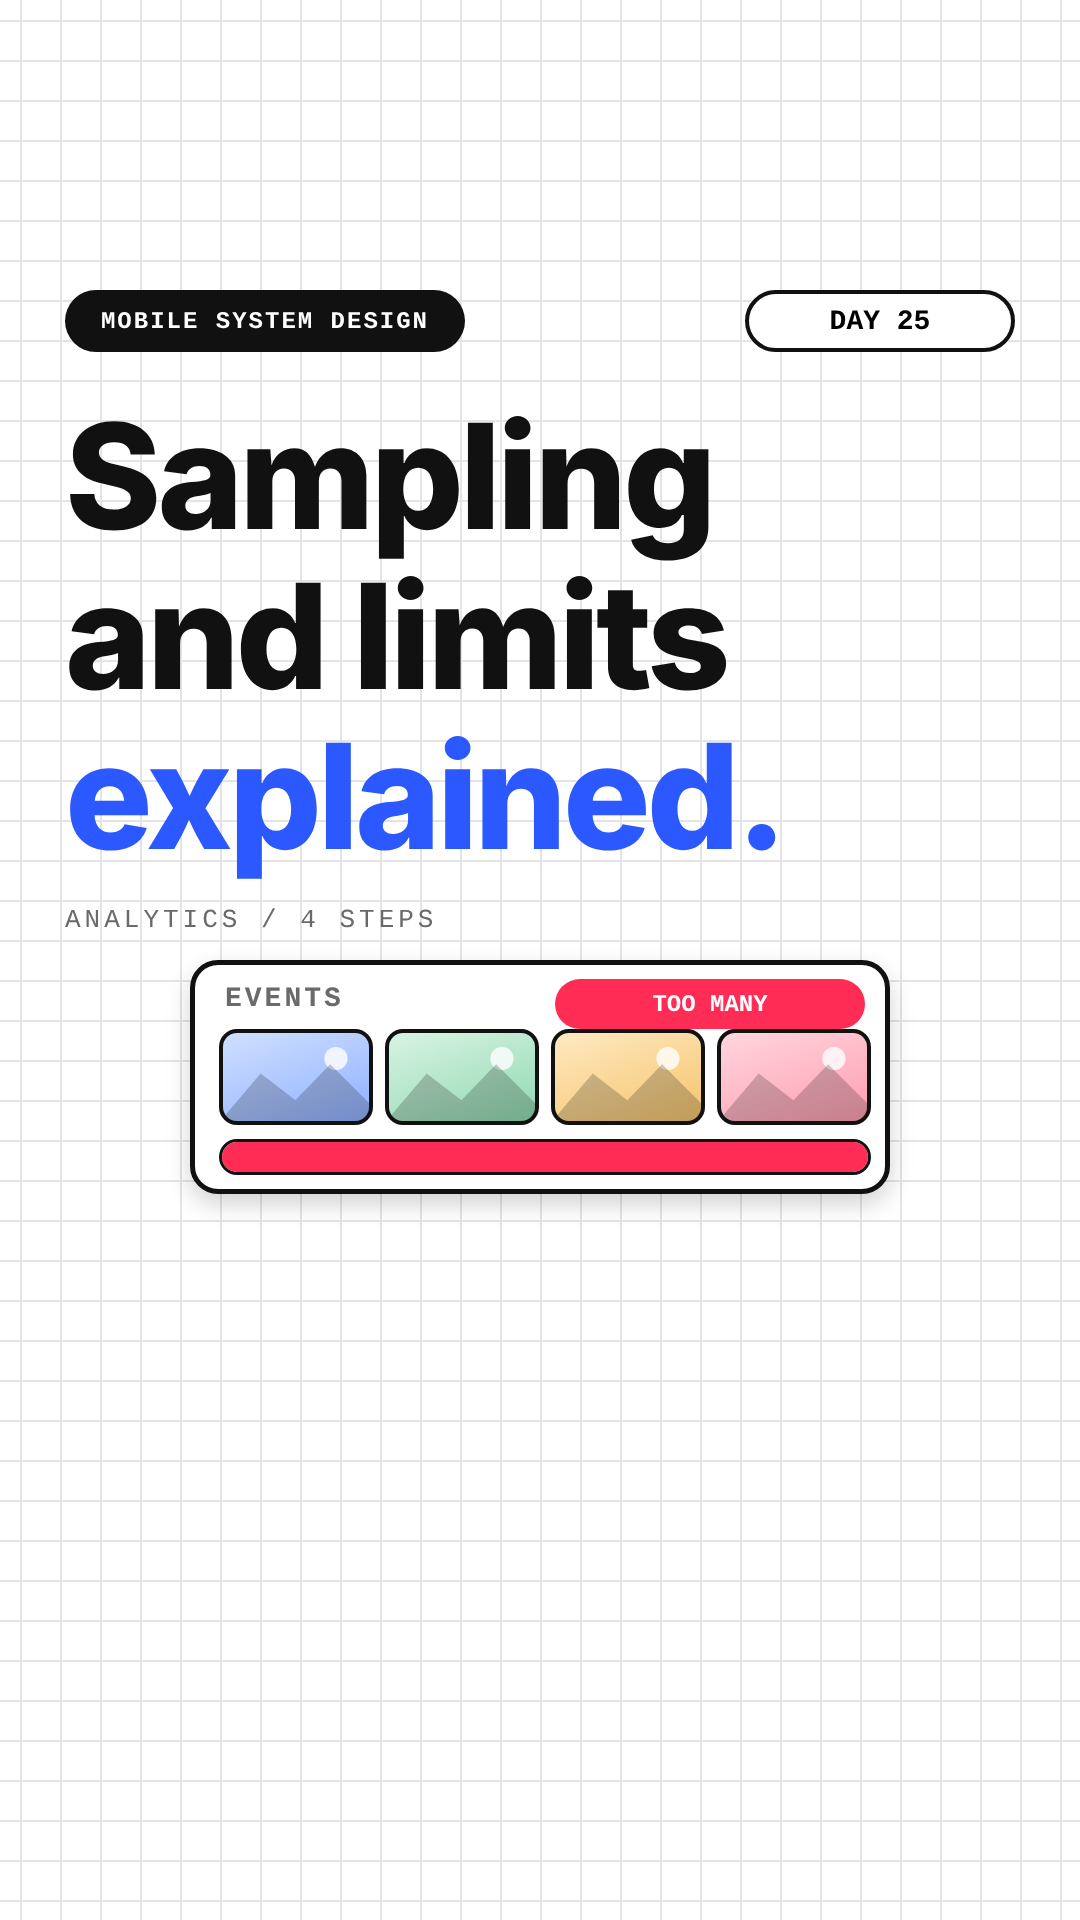 MOBILE SYSTEM DESIGN
DAY 25
Sampling
and limits
explained.
ANALYTICS / 4 STEPS
EVENTS
TOO MANY